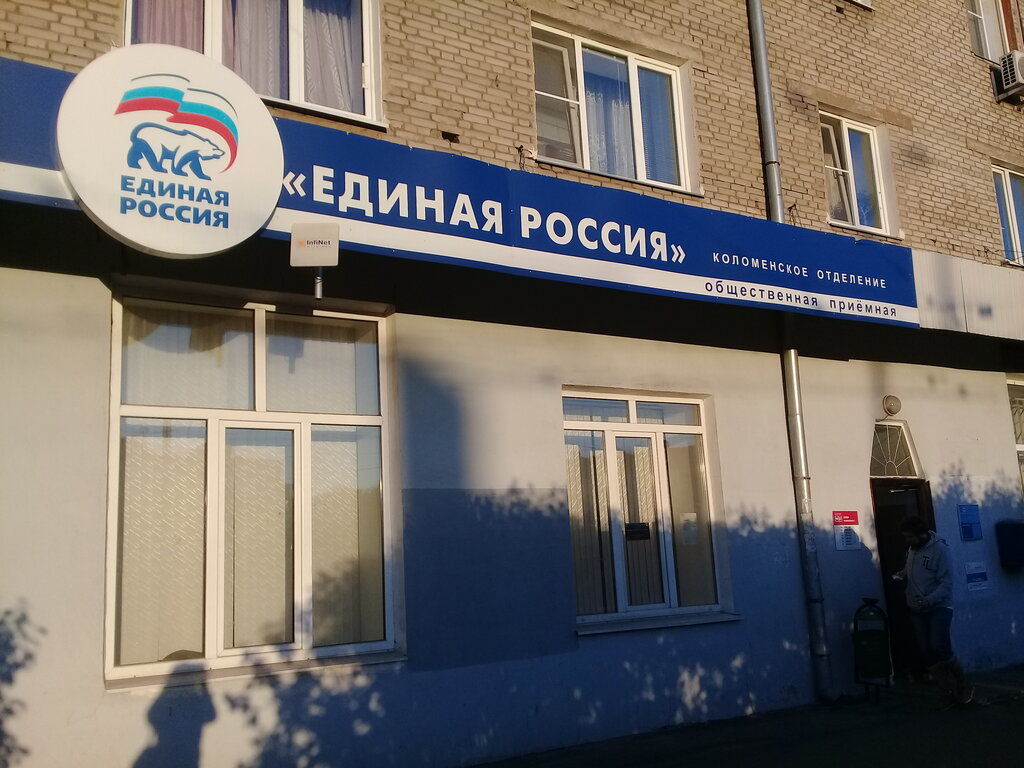 ЕДИНАЯ
РОССИЯ
«ЕДИНАЯ РОССИЯ»
КОЛОМЕНСКОЕ ОТДЕЛЕНИЕ
общественная приёмная
InfiNet